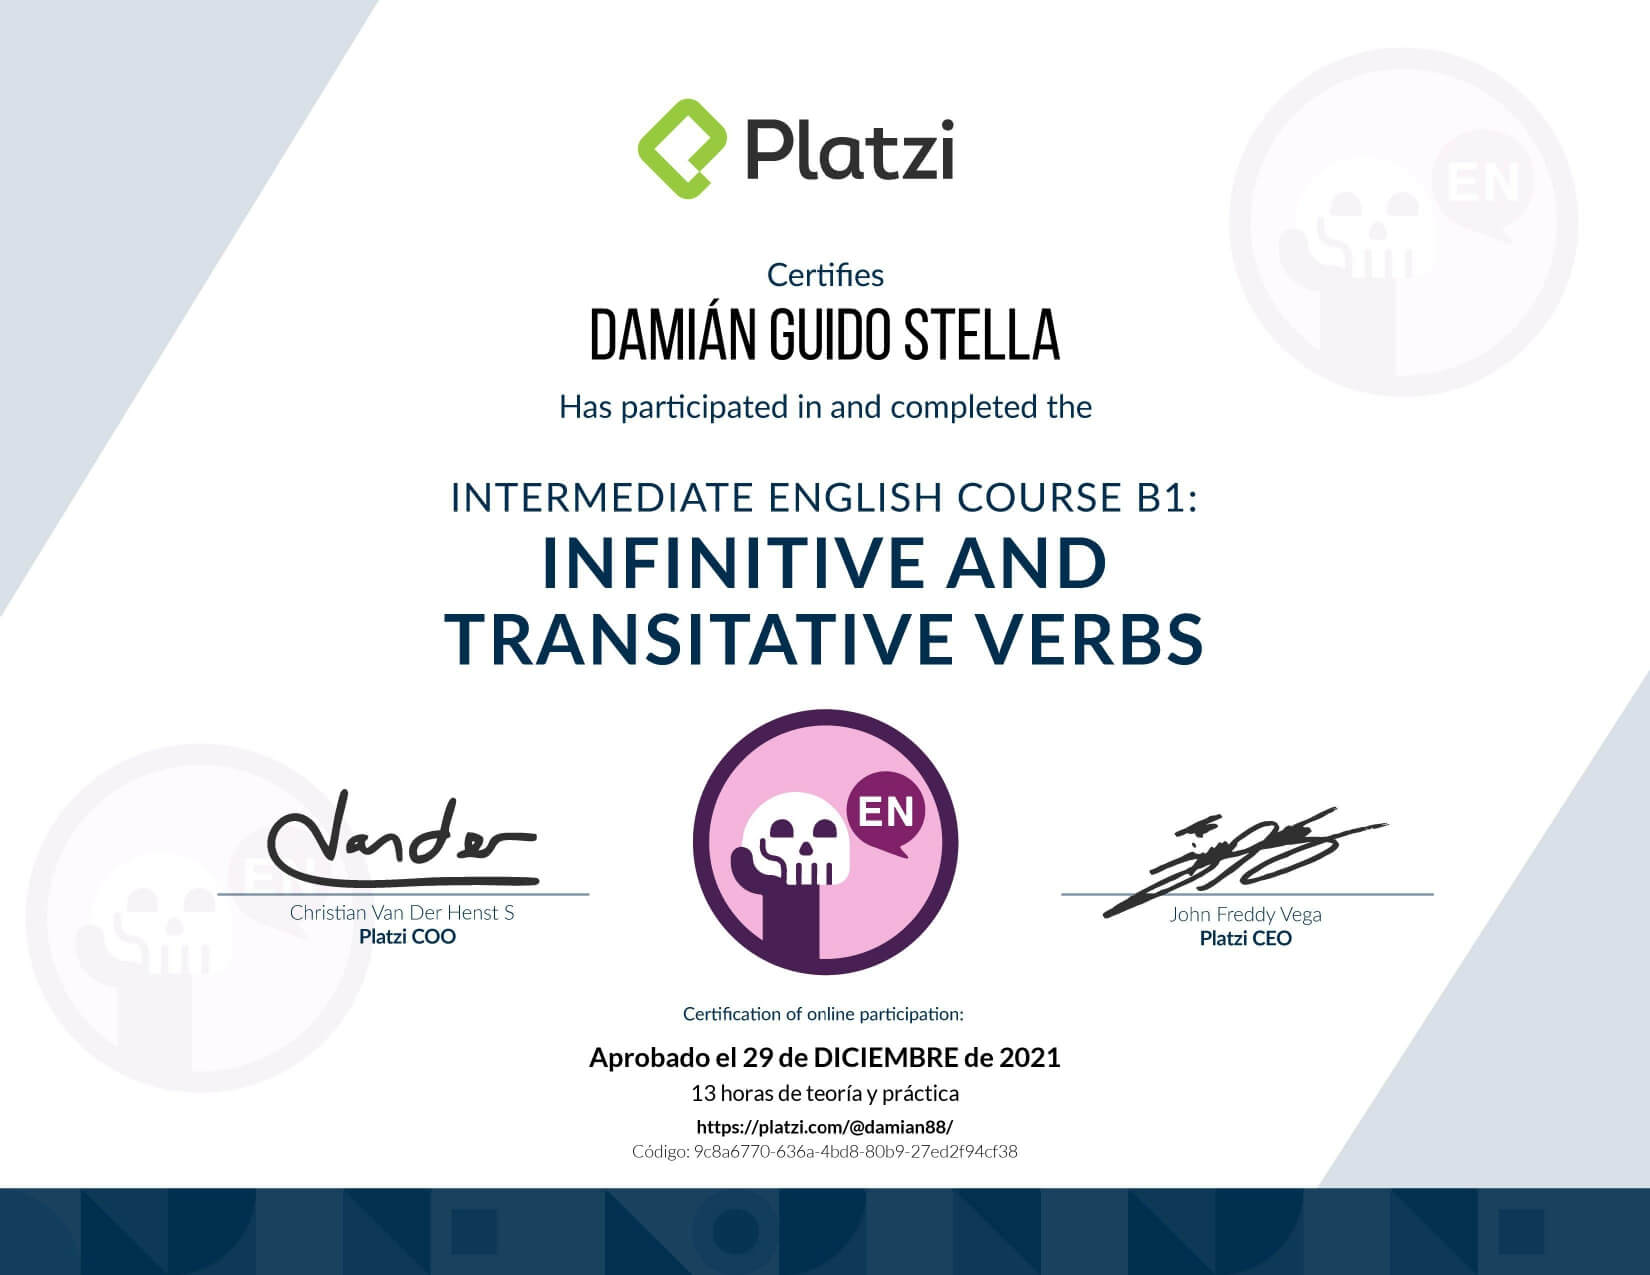 Platzi
EN
Certifies
DAMIÁN GUIDO STELLA
Has participated in and completed the
INTERMEDIATE ENGLISH COURSE B1:
INFINITIVE AND
TRANSITATIVE VERBS
EN
EN
Vander
Christian Van Der Henst S
Platzi COO
John Freddy Vega
Platzi CEO
Certification of online participation:
Aprobado el 29 de DICIEMBRE de 2021
13 horas de teoría y práctica
https://platzi.com/@damian88/
Código: 9c8a6770-636a-4bd8-80b9-27ed2f94cf38